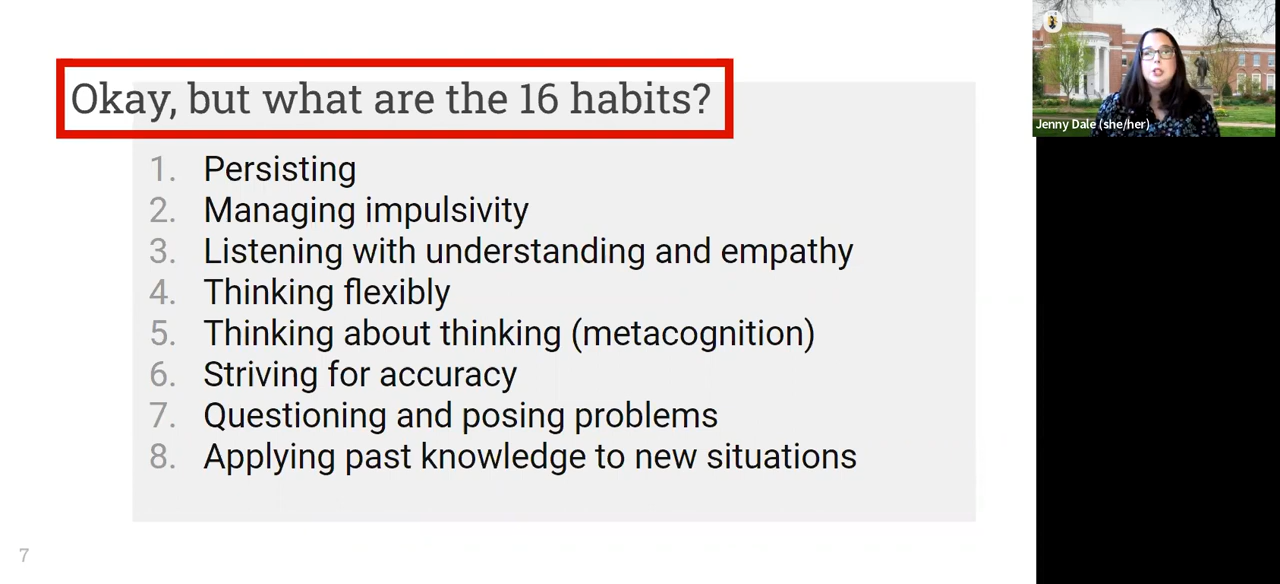 Okay, but what are the 16 habits?
1. Persisting
2. Managing impulsivity
3. Listening with understanding and empathy
4. Thinking flexibly
5. Thinking about thinking (metacognition)
6. Striving for accuracy
7. Questioning and posing problems
8. Applying past knowledge to new situations
7
Jenny Dale (she/her)